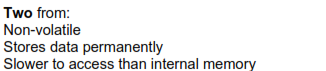 Two from:
Non-volatile
Stores data permanently
Slower to access than internal memory